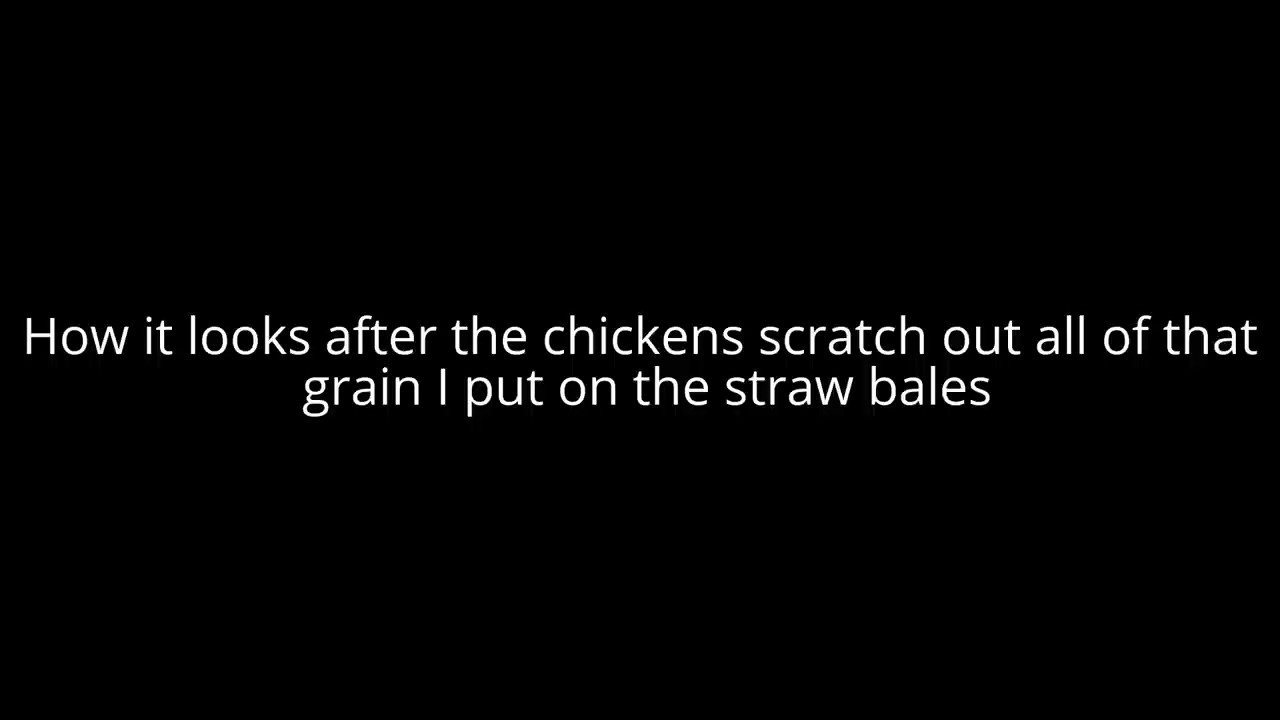 How it looks after the chickens scratch out all of that
grain I put on the straw bales